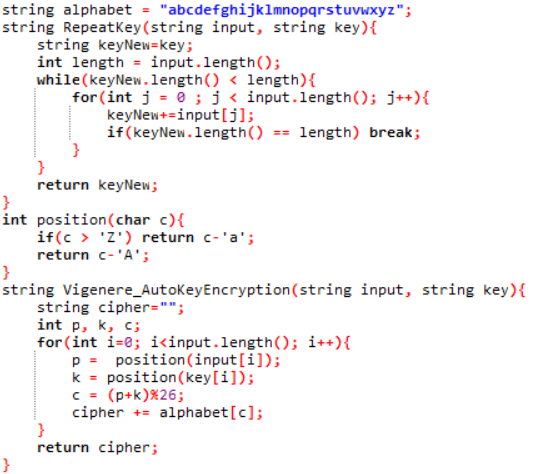 string alphabet = "abcdefghijklmnopqrstuvwxyz";
string RepeatKey(string input, string key){
    string keyNew=key;
    int length = input.length();
    while(keyNew.length() < length){
        for(int j = 0 ; j < input.length(); j++){
            keyNew+=input[j];
            if(keyNew.length() == length) break;
        }
    }
    return keyNew;
}
int position(char c){
    if(c > 'Z') return c-'a';
    return c-'A';
}
string Vigenere_AutoKeyEncryption(string input, string key){
    string cipher="";
    int p, k, c;
    for(int i=0; i<input.length(); i++){
        p =  position(input[i]);
        k = position(key[i]);
        c = (p+k)%26;
        cipher += alphabet[c];
    }
    return cipher;
}